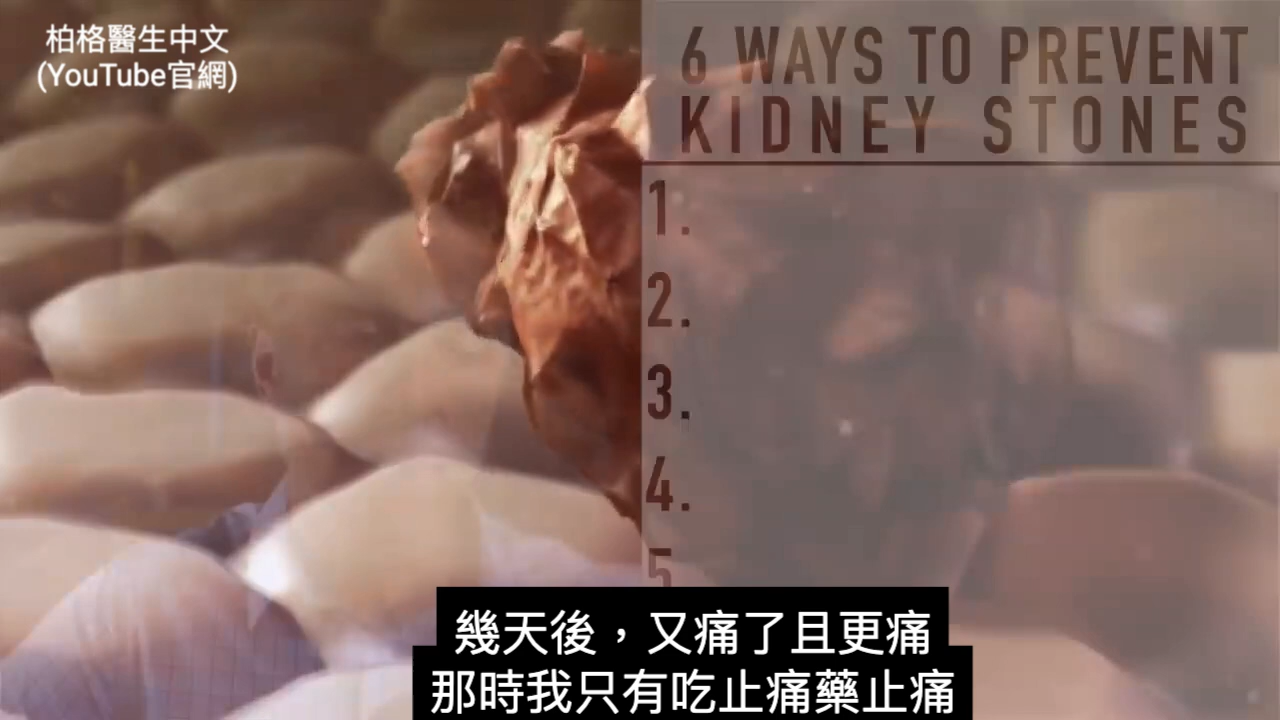 柏格醫生中文
(YouTube官網)
6 WAYS TO PREVENT
KIDNEY STONES
1.
2.
3.
4.
5
幾天後，又痛了且更痛
那時我只有吃止痛藥止痛